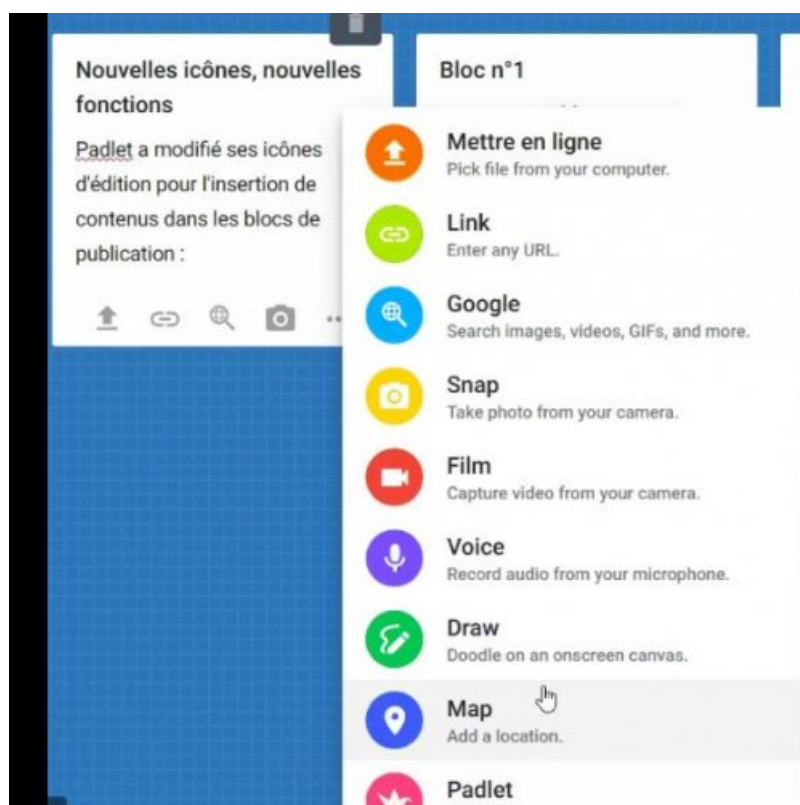 Nouvelles icônes, nouvelles
fonctions
Padlet a modifié ses icônes
d'édition pour l'insertion de
contenus dans les blocs de
publication :
Bloc n°1
Mettre en ligne
Pick file from your computer.
Link
Enter any URL.
Google
Search images, videos, GIFs, and more.
Snap
Take photo from your camera.
Film
Capture video from your camera.
Voice
Record audio from your microphone.
Draw
Doodle on an onscreen canvas.
Map
Add a location.
Padlet